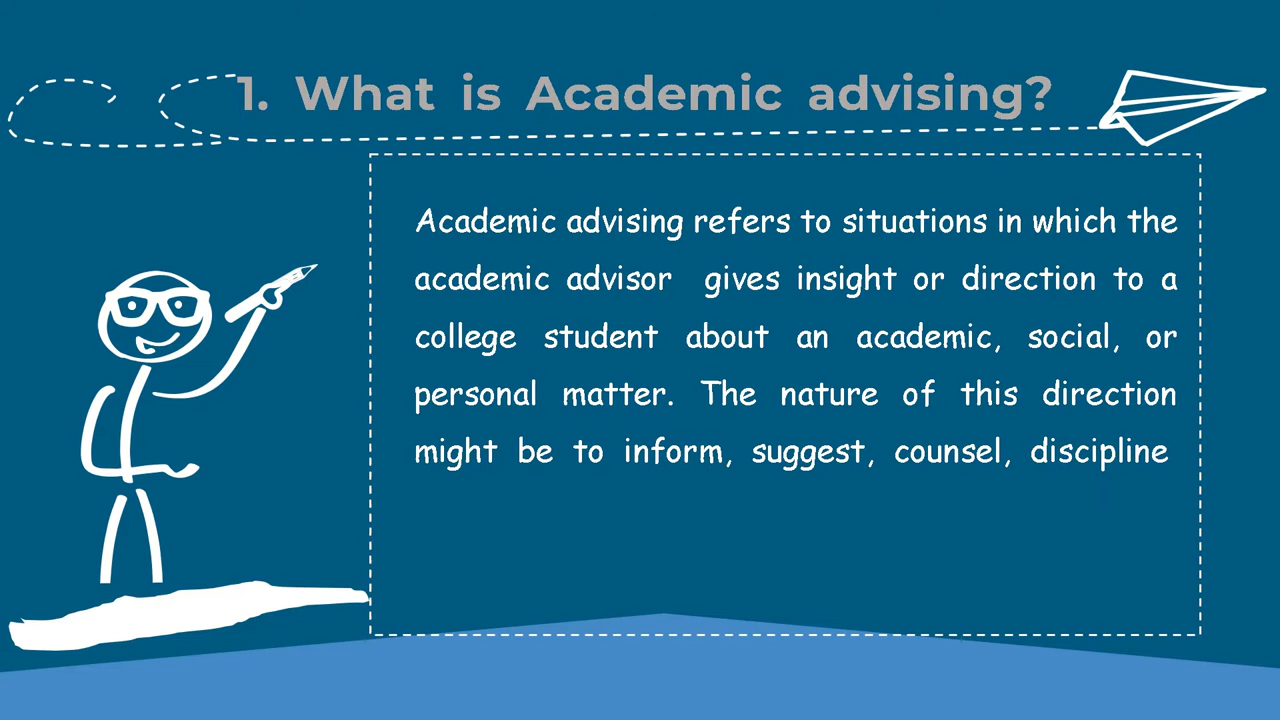 1. What is Academic advising?
Academic advising refers to situations in which the
academic advisor gives insight or direction to a
college student about an academic, social, or
personal matter. The nature of this direction
might be to inform, suggest, counsel, discipline